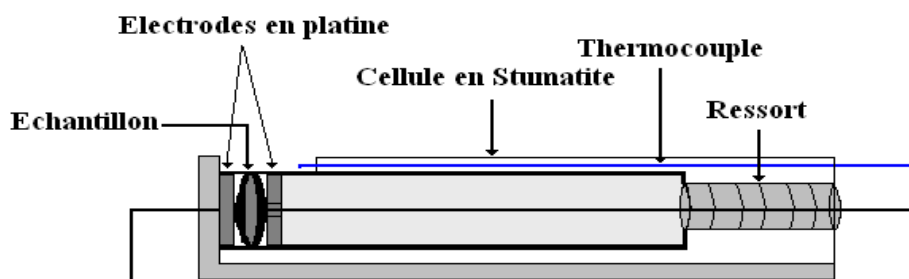 Electrodes en platine
Thermocouple
Cellule en Stumatite
Ressort
Echantillon